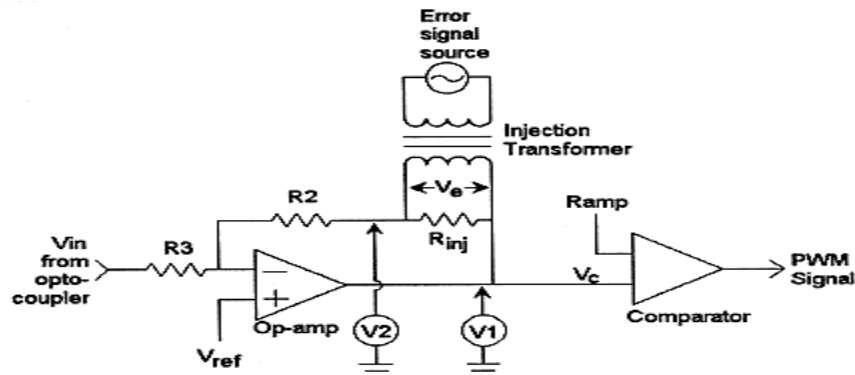 Error
signal
source
Injection
Transformer
Ve
R2
Rinj
Ramp
Vin
from
opto-
coupler
R3
−
+
Op-amp
Vref
V2
V1
Vc
Comparator
PWM
Signal